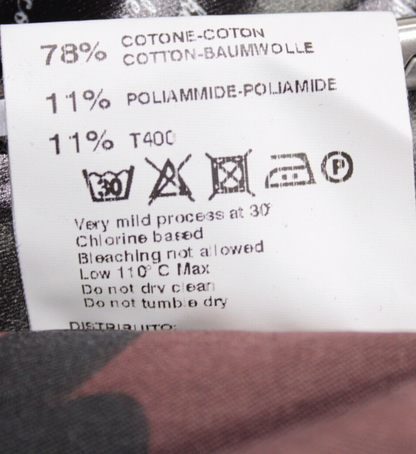 78% COTONE-COTON
COTTON-BAUMWOLLE
11% POLIAMMIDE-POLIAMIDE
11% T400
30 P
Very mild process at 30°
Chlorine based
Bleaching not allowed
Low 110° C Max
Do not dry clean
Do not tumble dry
DISTRIBUITO: